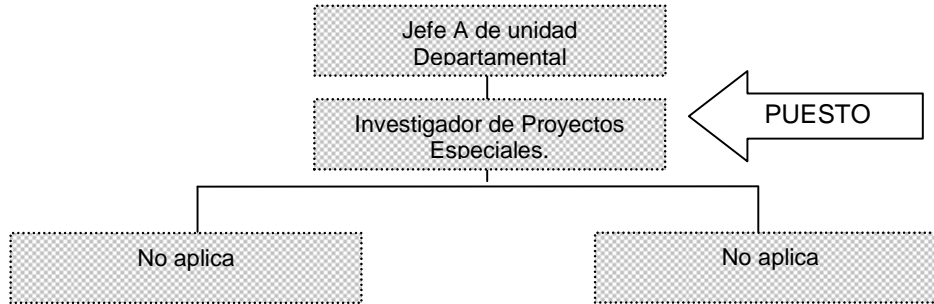 Jefe A de unidad
Departamental
Investigador de Proyectos
Especiales.
PUESTO
No aplica
No aplica